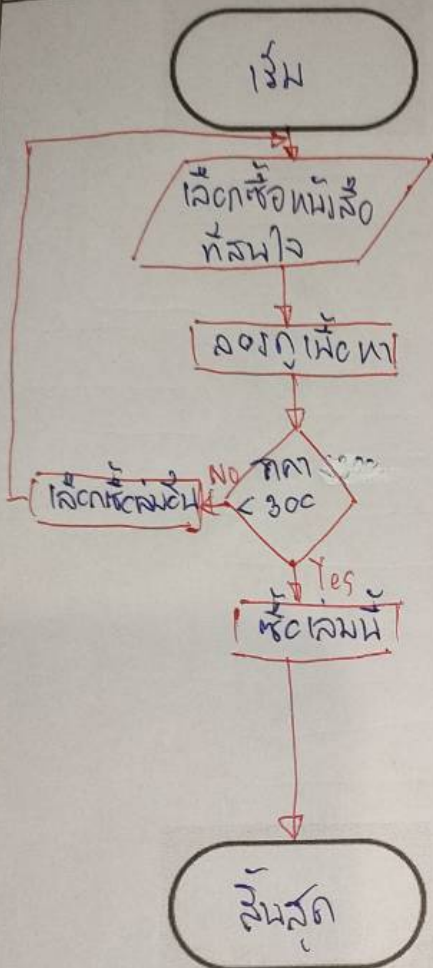 เริ่ม
เลือกซื้อหนังสือ
ที่สนใจ
ลองดูเนื้อหา
ราคา
< 300
No
เลือกซื้อเล่มอื่น
Yes
ซื้อเล่มนี้
สิ้นสุด